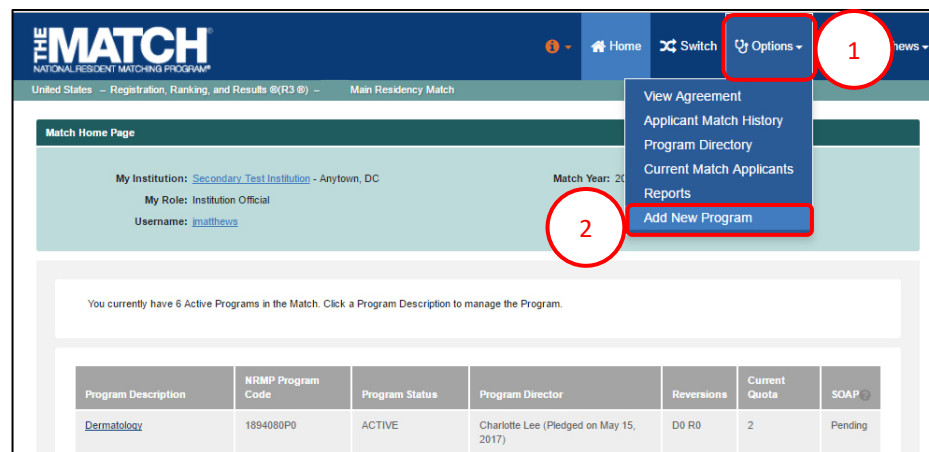 THE MATCH®
NATIONAL RESIDENT MATCHING PROGRAM®
Home Switch Options 1 hews
United States – Registration, Ranking, and Results ®(R3 ®) – Main Residency Match
View Agreement
Applicant Match History
Program Directory
Current Match Applicants
Reports
Add New Program
2
Match Home Page
My Institution: Secondary Test Institution - Anytown, DC
Match Year: 20
My Role: Institution Official
Username: jmatthews
You currently have 6 Active Programs in the Match. Click a Program Description to manage the Program.
Program Description NRMP Program Code Program Status Program Director Reversions Current Quota SOAP
Dermatology 1894080P0 ACTIVE Charlotte Lee (Pledged on May 15, 2017) D0 R0 2 Pending